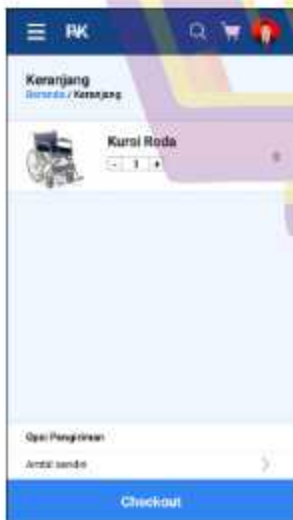 RK
Keranjang
Beranda / Keranjang
Kursi Roda
- 1 +
Opsi Pengiriman
Ambil sendiri
Checkout